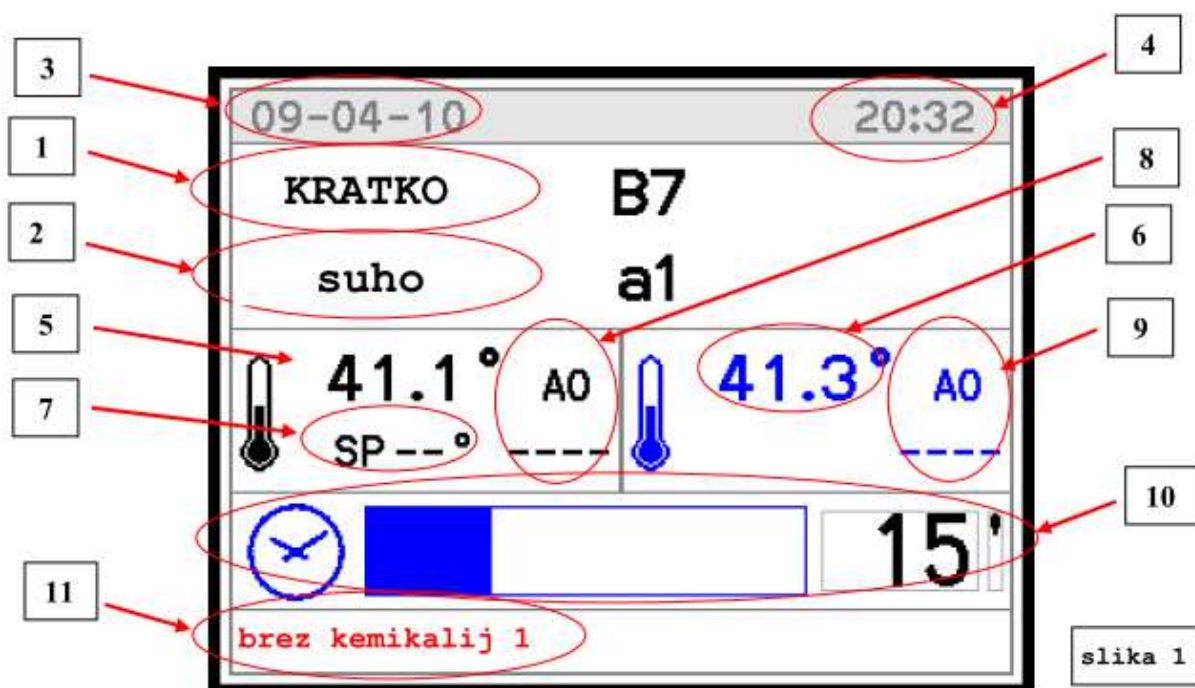 3
4
09-04-10
20:32
1
KRATKO
B7
8
2
suho
a1
6
5
41.1°
A0
41.3°
A0
9
7
SP--°
----
----
10
15'
11
brez kemikalij 1
slika 1